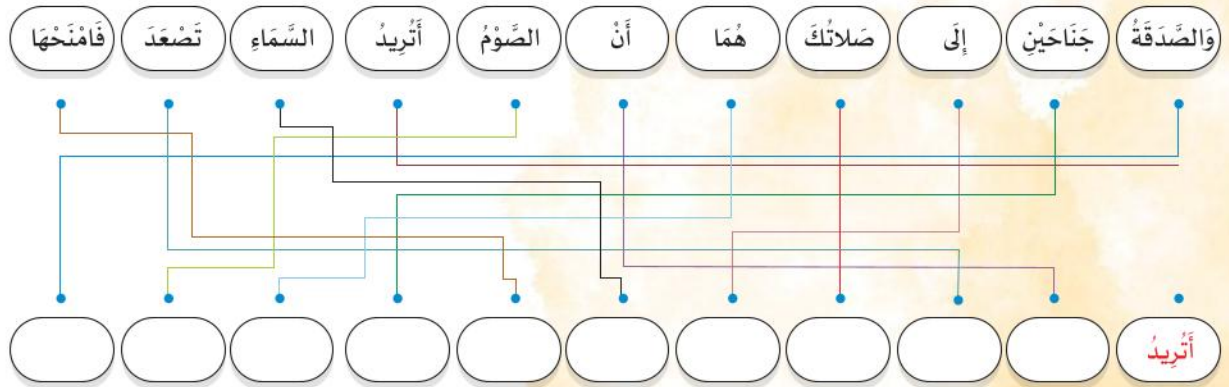 وَالصَّدَقَةُ جَنَاحَيْنِ إِلَى صَلاتُكَ هُمَا أَنْ الصَّوْمُ أَتُرِيدُ السَّمَاءِ تَصْعَدَ فَامْنَحْهَا
أَتُرِيدُ